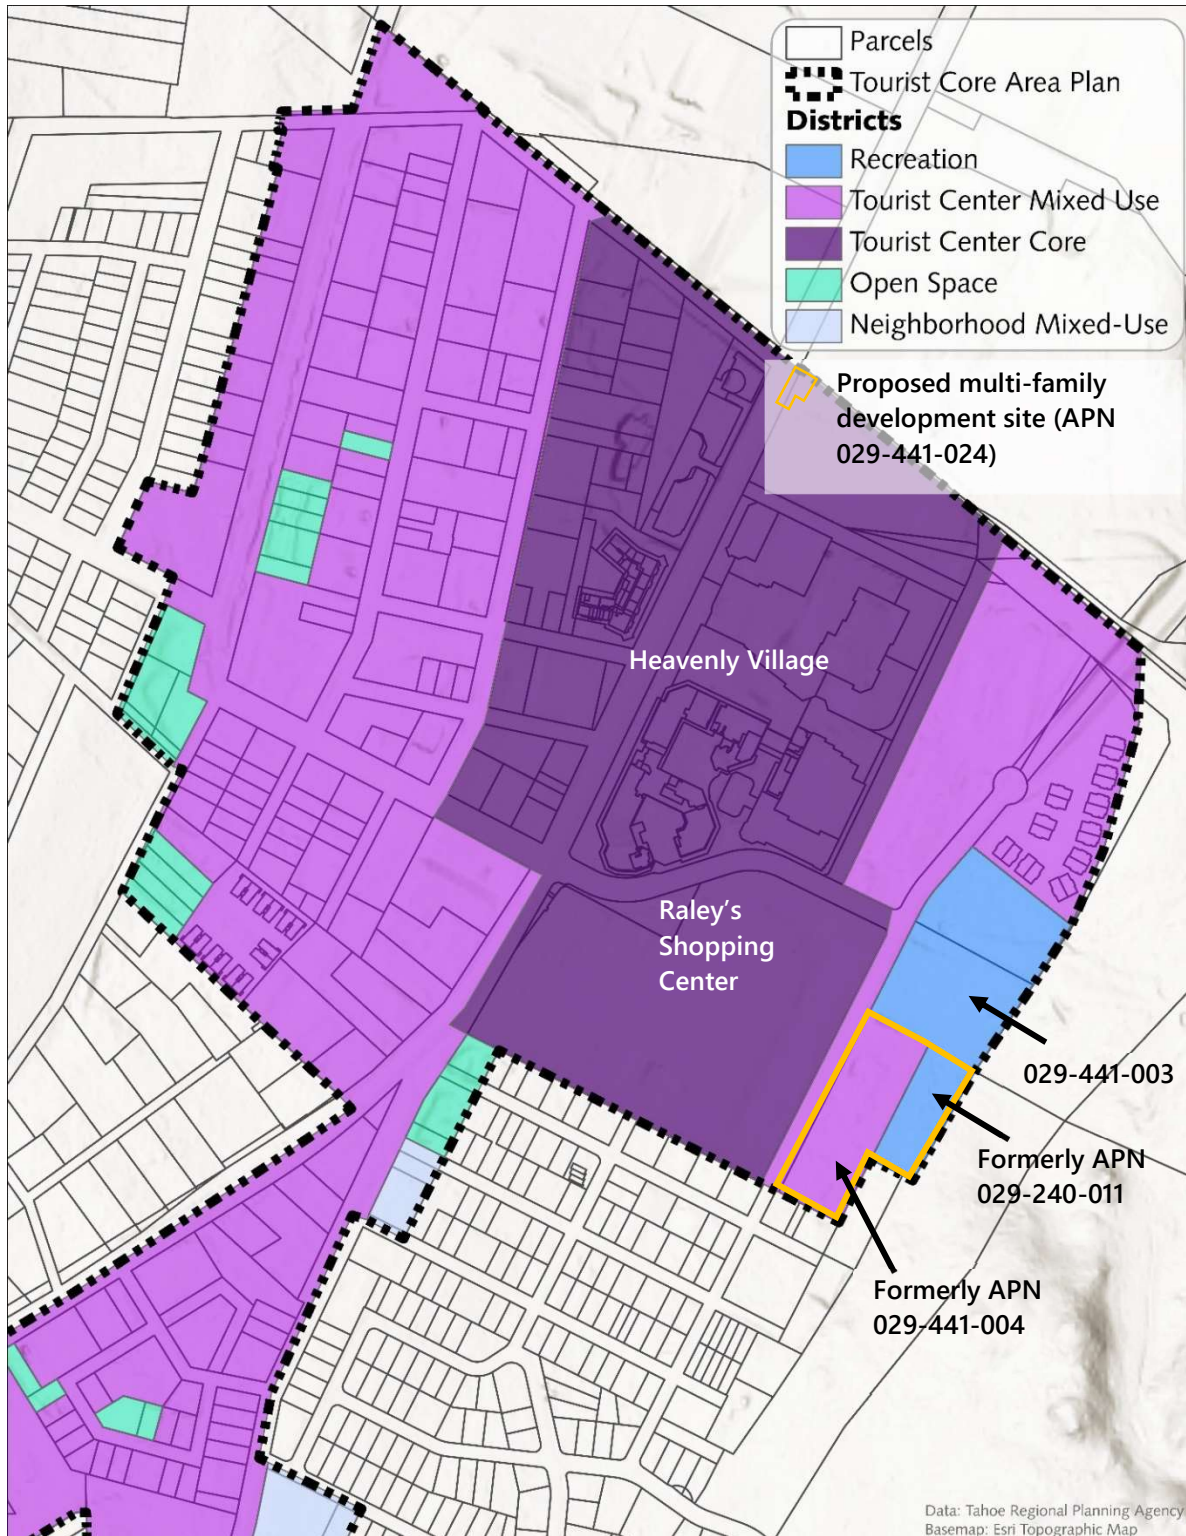 Parcels
Tourist Core Area Plan
Districts
Recreation
Tourist Center Mixed Use
Tourist Center Core
Open Space
Neighborhood Mixed-Use
Proposed multi-family
development site (APN
029-441-024)
Heavenly Village
Raley's
Shopping
Center
029-441-003
Formerly APN
029-240-011
Formerly APN
029-441-004
Data: Tahoe Regional Planning Agency
Basemap: Esri Topographic Map